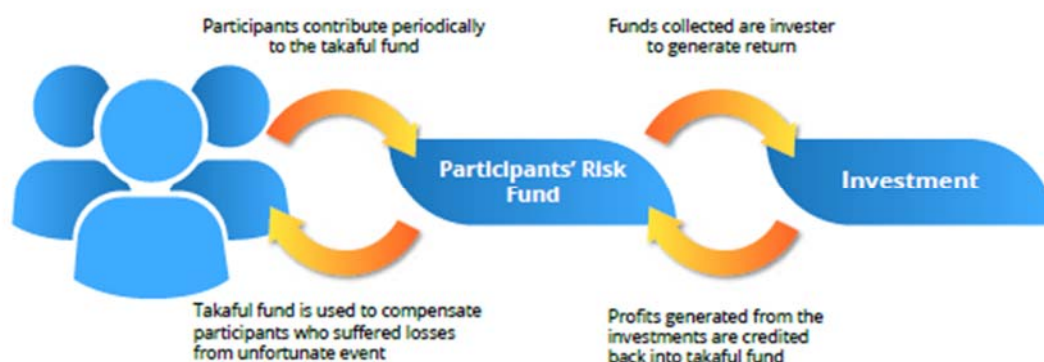 Participants contribute periodically
to the takaful fund
Funds collected are invester
to generate return
Participants' Risk
Fund
Investment
Takaful fund is used to compensate
participants who suffered losses
from unfortunate event
Profits generated from the
investments are credited
back into takaful fund